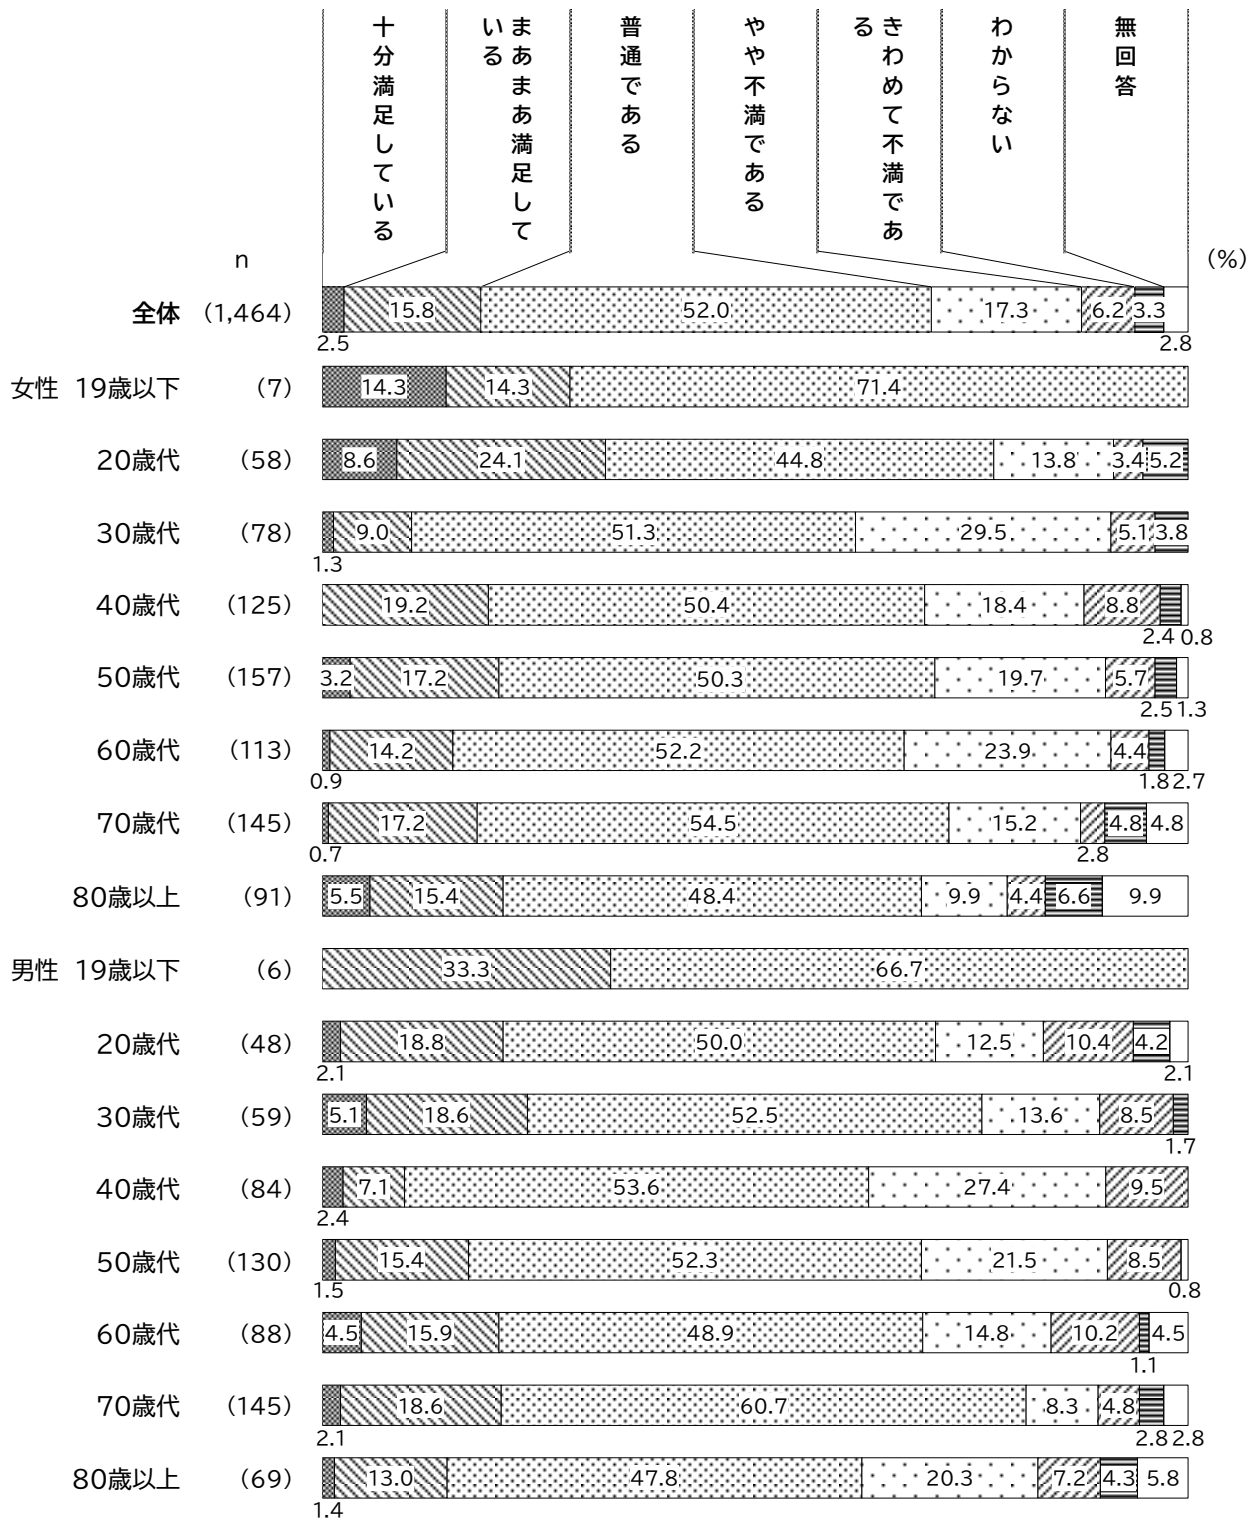 十分満足している
まあまあ満足して
いる
普通である
やや不満である
きわめて不満であ
る
わからない
無回答
n
(%)
全体 (1,464) 15.8 52.0 17.3 6.2 3.3
2.5 2.8
女性 19歳以下 (7) 14.3 14.3 71.4
20歳代 (58) 8.6 24.1 44.8 13.8 3.4 5.2
30歳代 (78) 9.0 51.3 29.5 5.1 3.8
1.3
40歳代 (125) 19.2 50.4 18.4 8.8
2.4 0.8
50歳代 (157) 3.2 17.2 50.3 19.7 5.7
2.5 1.3
60歳代 (113) 14.2 52.2 23.9 4.4
0.9 1.8 2.7
70歳代 (145) 17.2 54.5 15.2 4.8 4.8
0.7 2.8
80歳以上 (91) 5.5 15.4 48.4 9.9 4.4 6.6 9.9
男性 19歳以下 (6) 33.3 66.7
20歳代 (48) 18.8 50.0 12.5 10.4 4.2
2.1 2.1
30歳代 (59) 5.1 18.6 52.5 13.6 8.5
1.7
40歳代 (84) 7.1 53.6 27.4 9.5
2.4
50歳代 (130) 15.4 52.3 21.5 8.5
1.5 0.8
60歳代 (88) 4.5 15.9 48.9 14.8 10.2 4.5
1.1
70歳代 (145) 18.6 60.7 8.3 4.8
2.1 2.8 2.8
80歳以上 (69) 13.0 47.8 20.3 7.2 4.3 5.8
1.4